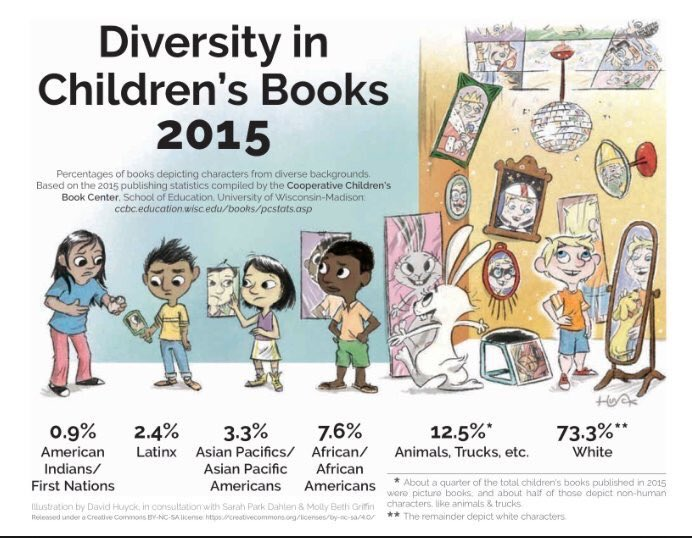 Diversity in
Children's Books
2015
Percentages of books depicting characters from diverse backgrounds.
Based on the 2015 publishing statistics compiled by the Cooperative Children's
Book Center, School of Education, University of Wisconsin-Madison:
ccbc.education.wisc.edu/books/pcstats.asp
HUYCK
0.9%
American
Indians/
First Nations
2.4%
Latinx
3.3%
Asian Pacifics/
Asian Pacific
Americans
7.6%
African/
African
Americans
12.5%*
Animals, Trucks, etc.
73.3%**
White
* About a quarter of the total children's books published in 2015
were picture books, and about half of those depict non-human
characters, like animals & trucks.
** The remainder depict white characters.
Illustration by David Huyck, in consultation with Sarah Park Dahlen & Molly Beth Griffin
Released under a Creative Commons BY-NC-SA license: https://creativecommons.org/licenses/by-nc-sa/4.0/